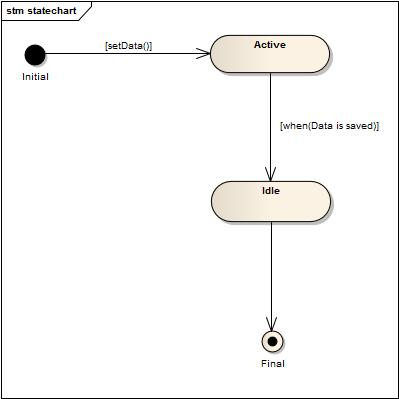 stm statechart
[setData()]
Active
Initial
[when(Data is saved)]
Idle
Final